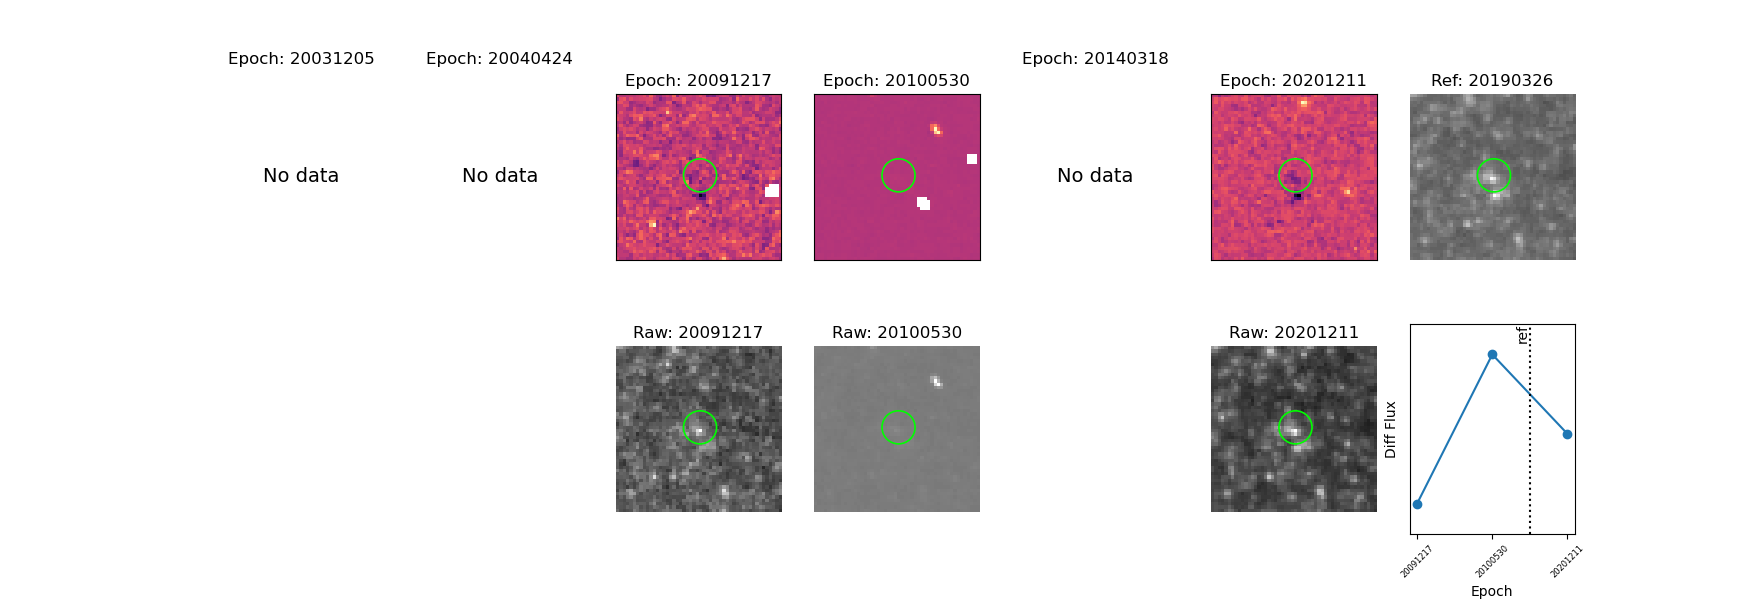 Epoch: 20031205
Epoch: 20040424
Epoch: 20091217
Epoch: 20100530
Epoch: 20140318
Epoch: 20201211
Ref: 20190326
No data
No data
No data
Raw: 20091217
Raw: 20100530
Raw: 20201211
ref
Diff Flux
20091217
20100530
20201211
Epoch